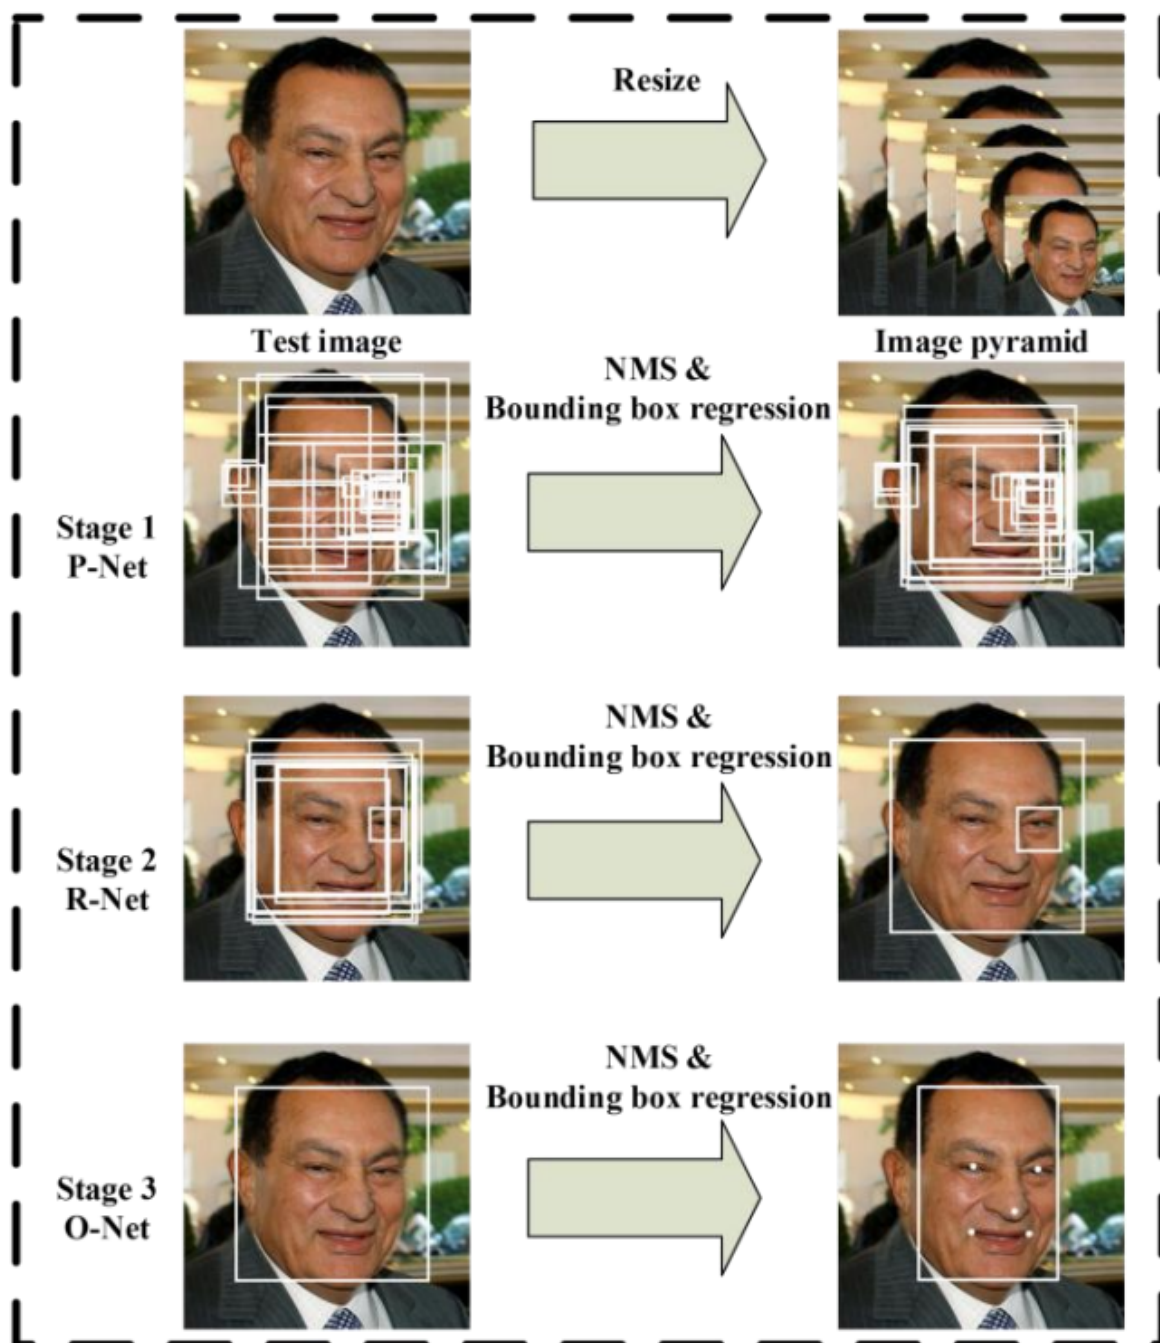 Resize
Test image
Image pyramid
NMS &
Bounding box regression
Stage 1
P-Net
NMS &
Bounding box regression
Stage 2
R-Net
NMS &
Bounding box regression
Stage 3
O-Net